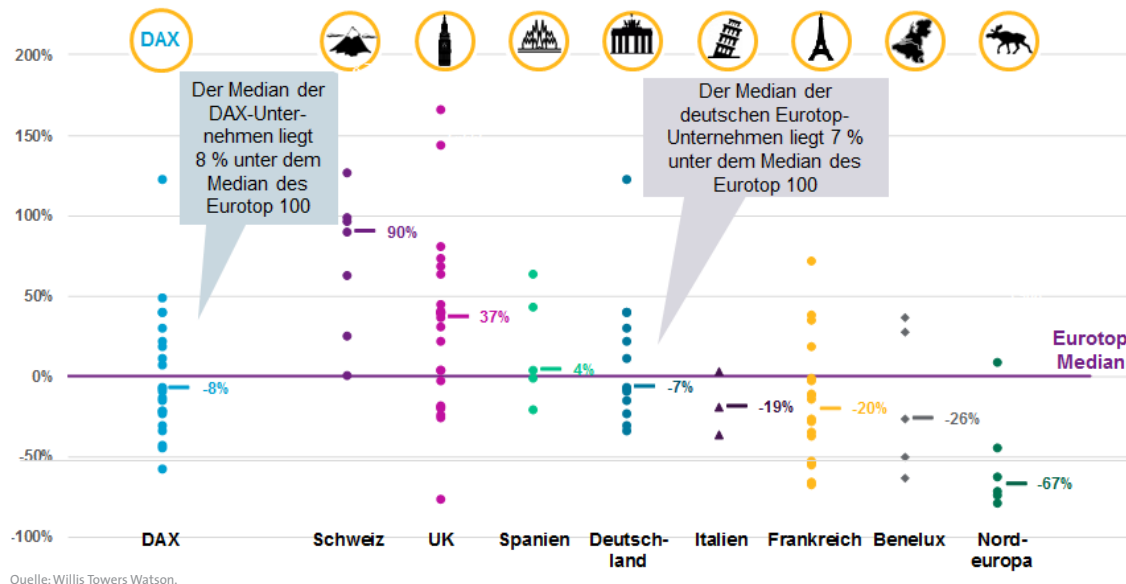 DAX
200%
150%
100%
50%
0%
-50%
-100%
Der Median der
DAX-Unter-
nehmen liegt
8 % unter dem
Median des
Eurotop 100
Der Median der
deutschen Eurotop-
Unternehmen liegt 7 %
unter dem Median des
Eurotop 100
-8%
90%
37%
4%
-7%
-19%
-20%
-26%
-67%
Eurotop
Median
DAX
Schweiz
UK
Spanien
Deutsch-
land
Italien
Frankreich
Benelux
Nord-
europa
Quelle: Willis Towers Watson.